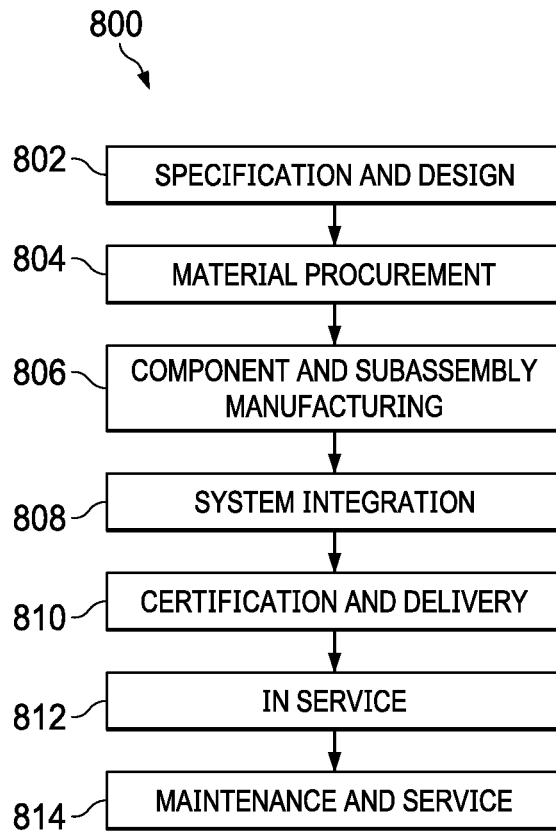 800
802
SPECIFICATION AND DESIGN
804
MATERIAL PROCUREMENT
806
COMPONENT AND SUBASSEMBLY
MANUFACTURING
808
SYSTEM INTEGRATION
810
CERTIFICATION AND DELIVERY
812
IN SERVICE
814
MAINTENANCE AND SERVICE